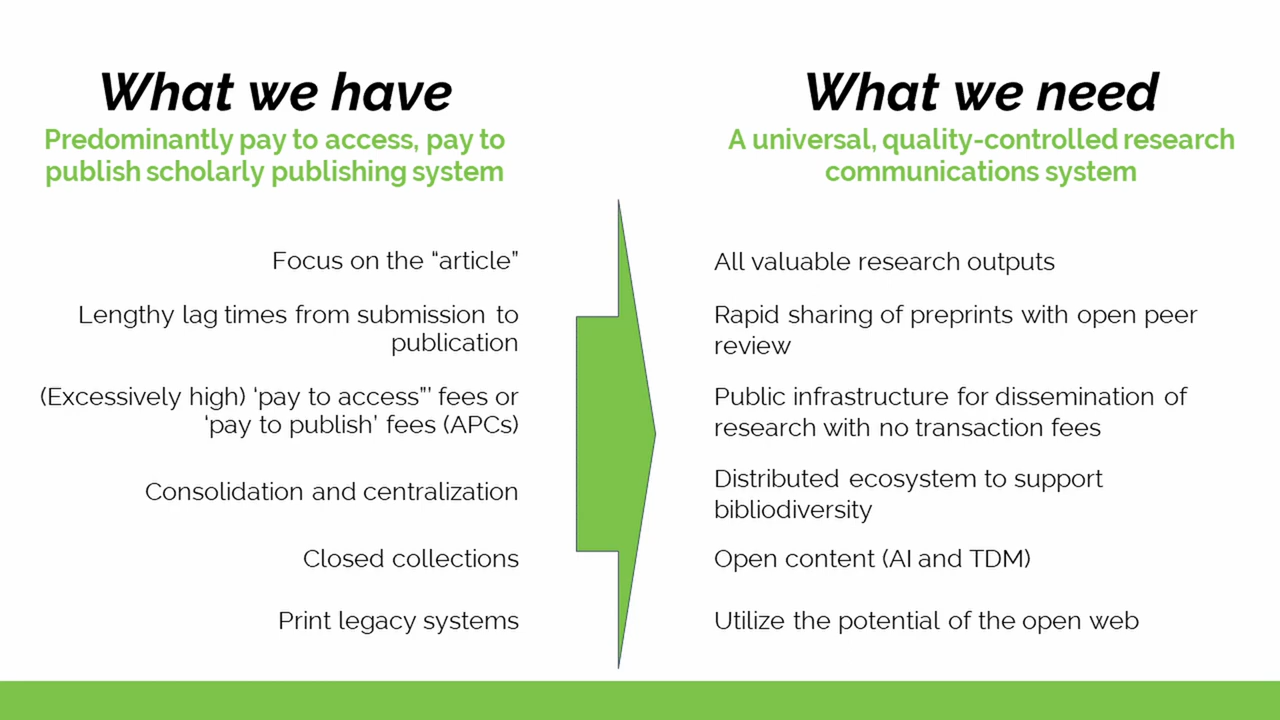 What we have
Predominantly pay to access, pay to
publish scholarly publishing system
Focus on the “article”
Lengthy lag times from submission to
publication
(Excessively high) ‘pay to access”’ fees or
‘pay to publish’ fees (APCs)
Consolidation and centralization
Closed collections
Print legacy systems
What we need
A universal, quality-controlled research
communications system
All valuable research outputs
Rapid sharing of preprints with open peer
review
Public infrastructure for dissemination of
research with no transaction fees
Distributed ecosystem to support
bibliodiversity
Open content (AI and TDM)
Utilize the potential of the open web